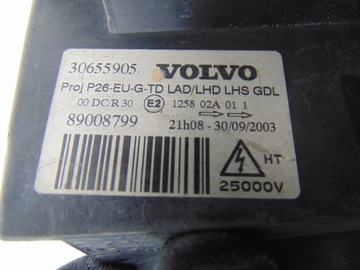 30655905- VOLVO
Proj P26-EU-G-TD LAD/LHD LHS GDL
00 DC/R 30 E2 1258 02A 01 1
89008799 21h08 - 30/09/2003
HT
25000V